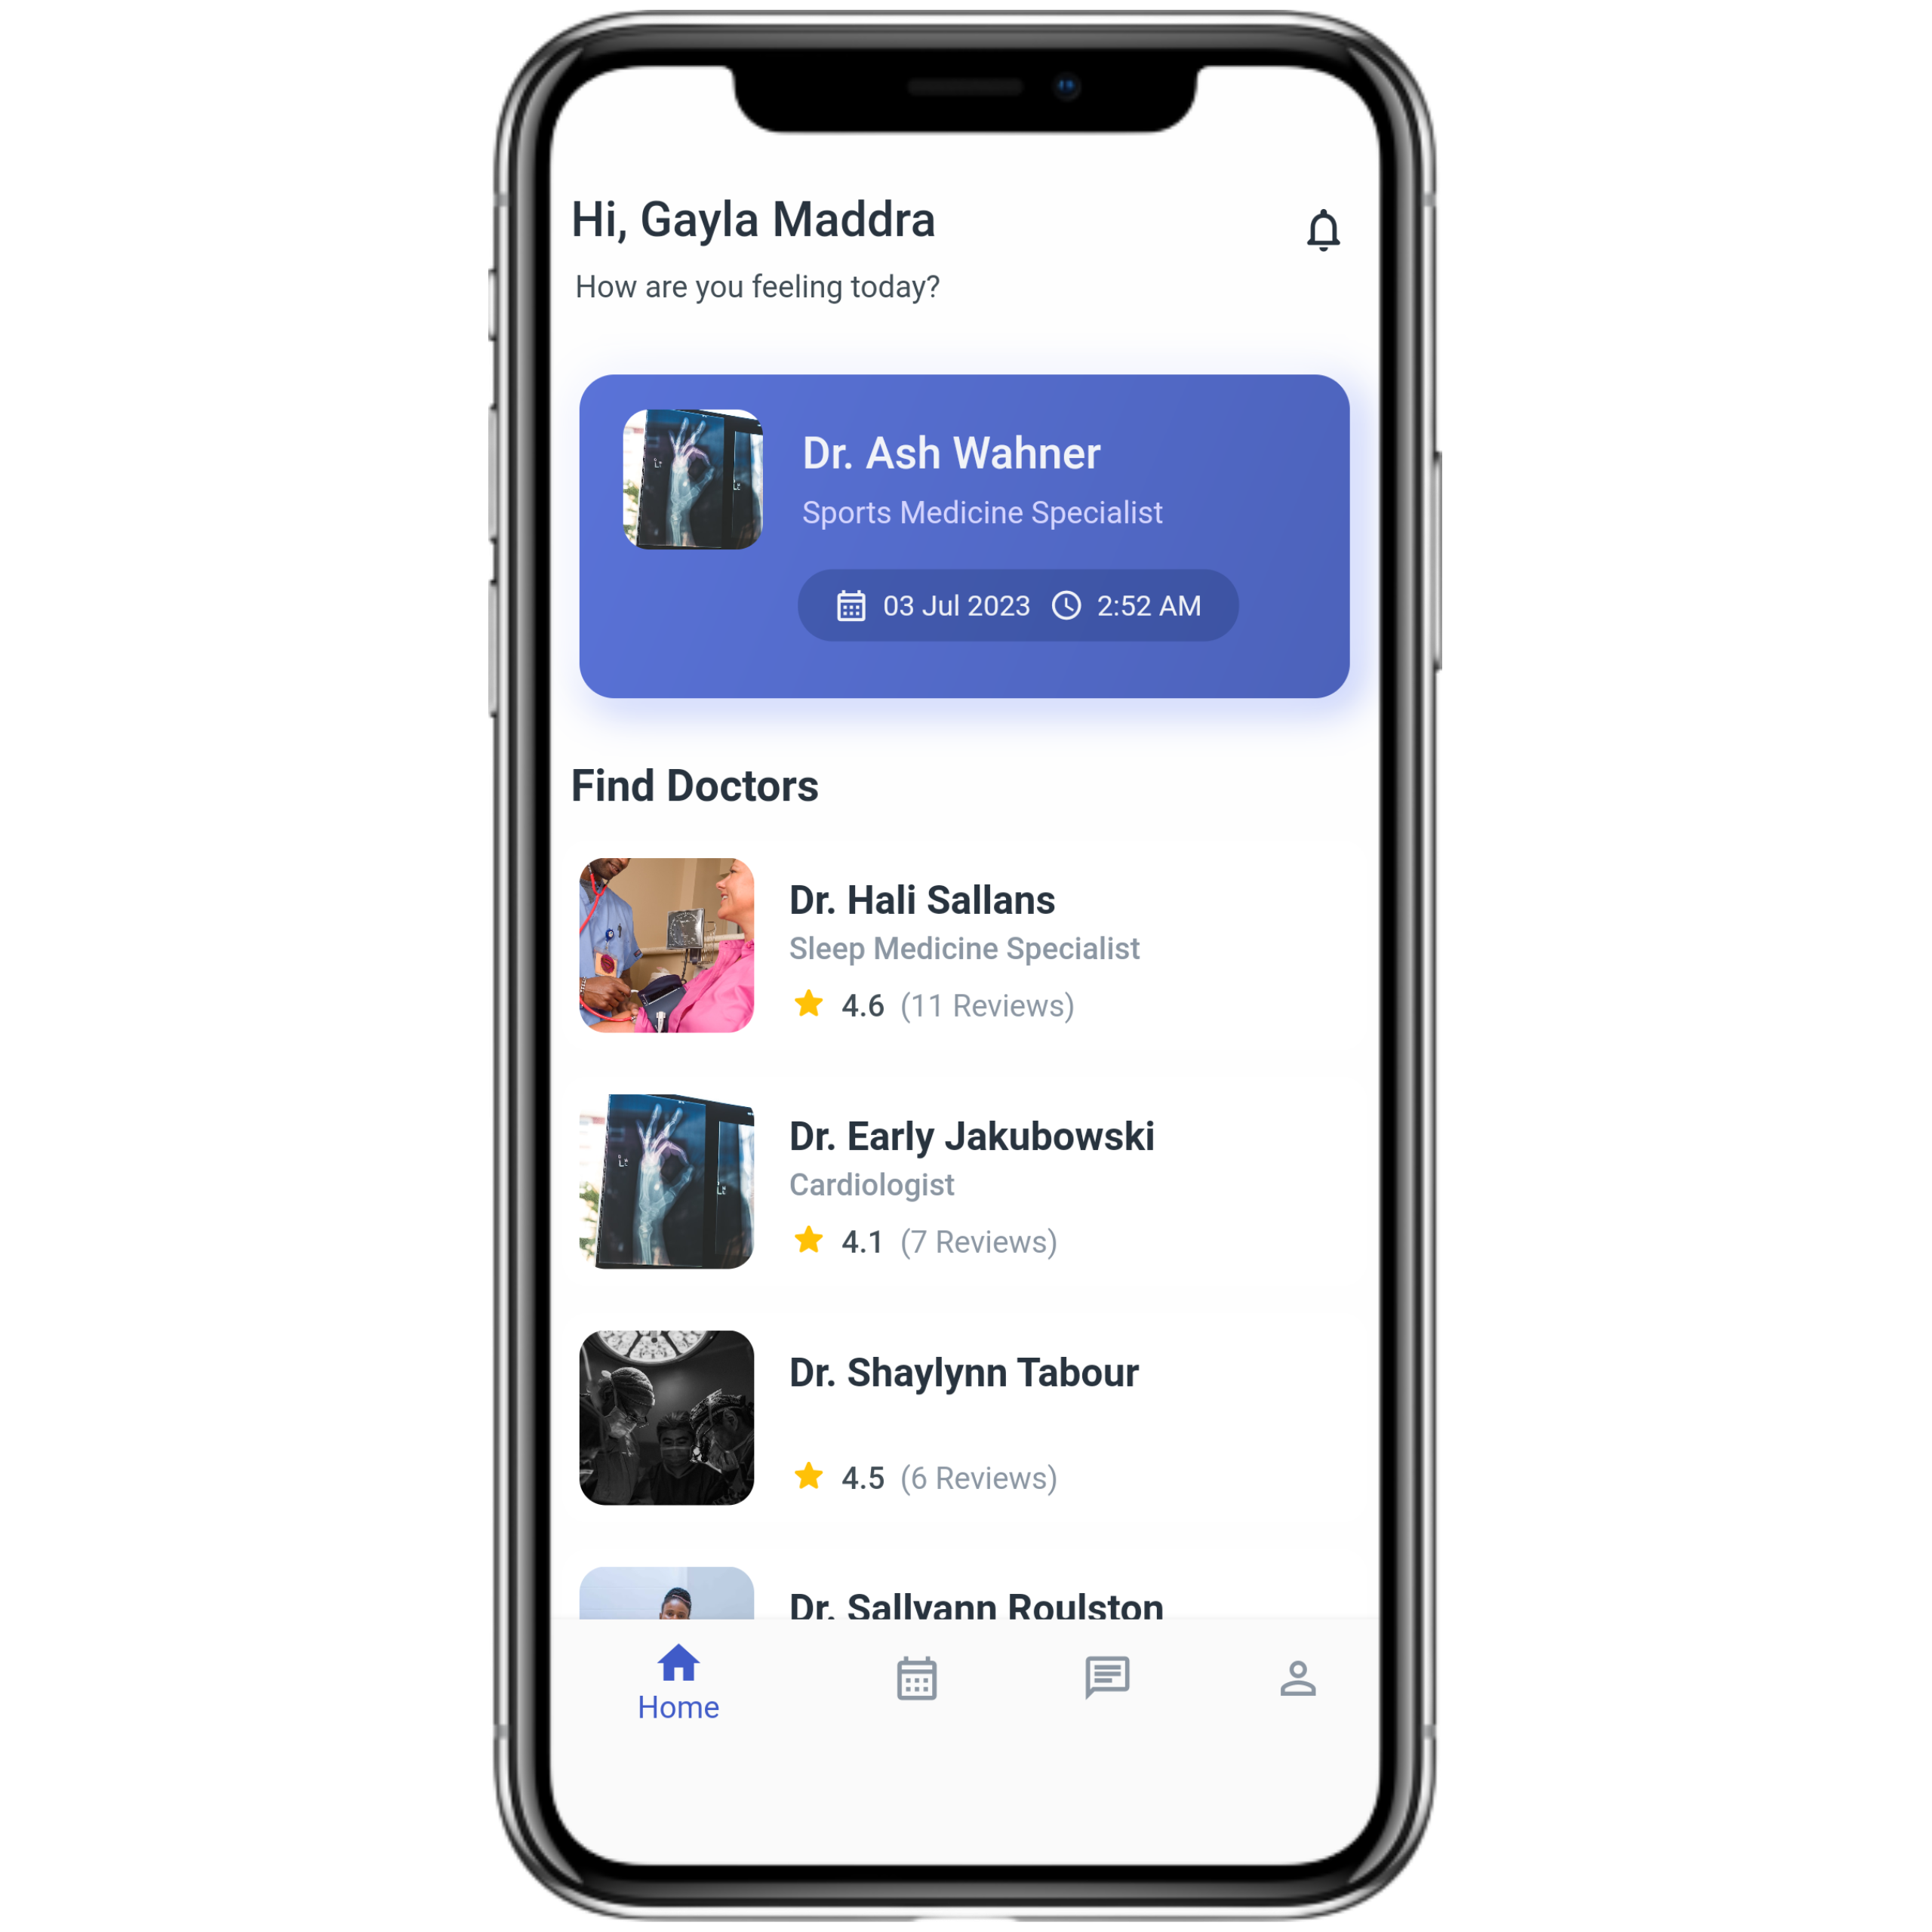 Hi, Gayla Maddra
How are you feeling today?
Dr. Ash Wahner
Sports Medicine Specialist
03 Jul 2023 2:52 AM
Find Doctors
Dr. Hali Sallans
Sleep Medicine Specialist
4.6 (11 Reviews)
Dr. Early Jakubowski
Cardiologist
4.1 (7 Reviews)
Dr. Shaylynn Tabour
4.5 (6 Reviews)
Dr. Sallyann Roulston
Home